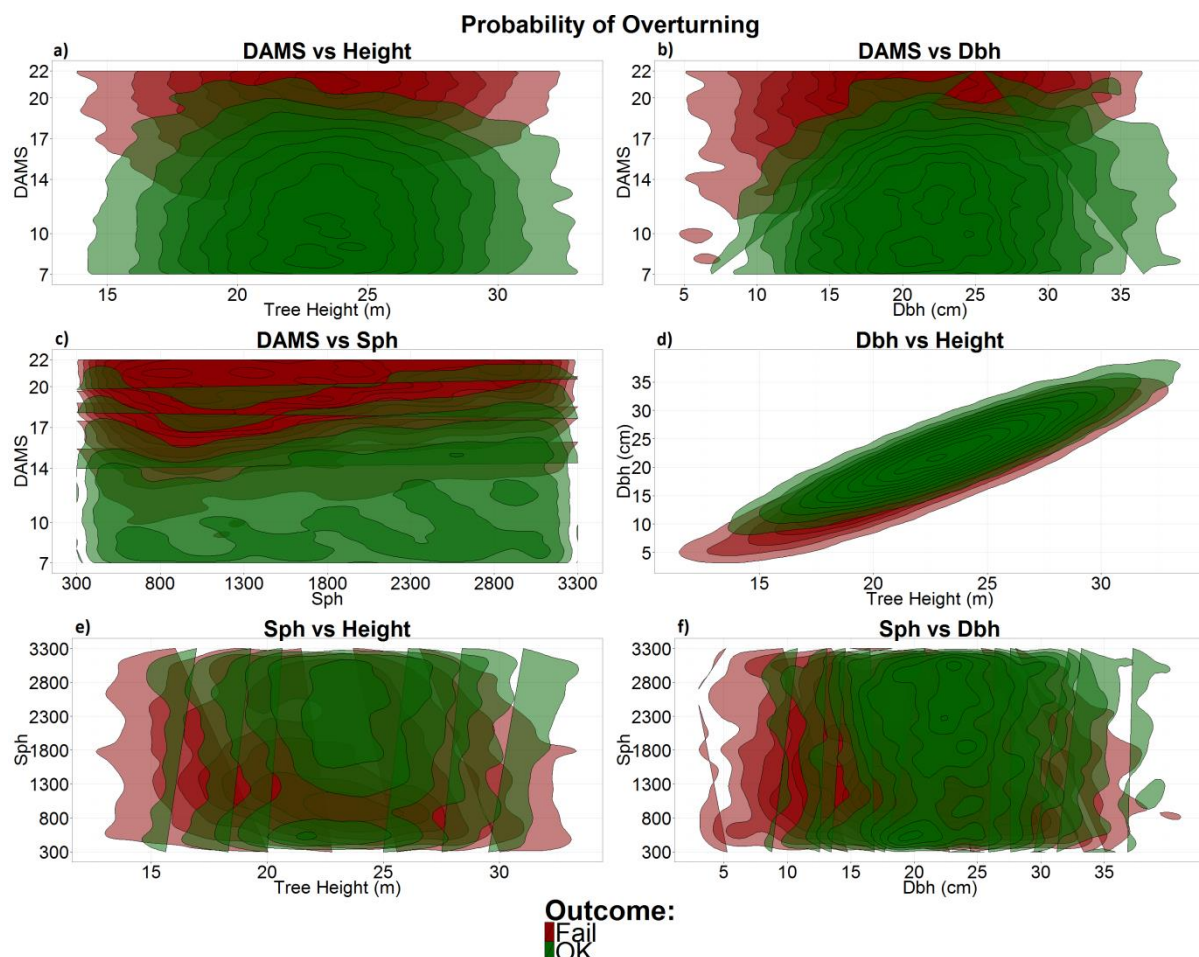 Probability of Overturning
a) DAMS vs Height
b) DAMS vs Dbh
22
20
17
14
10
7
DAMS
15 20 25 30
Tree Height (m)
22
20
17
14
10
7
DAMS
5 10 15 20 25 30 35
Dbh (cm)
c) DAMS vs Sph
d) Dbh vs Height
22
20
17
14
10
7
DAMS
300 800 1300 1800 2300 2800 3300
Sph
35
30
25
20
15
10
5
Dbh (cm)
15 20 25 30
Tree Height (m)
e) Sph vs Height
f) Sph vs Dbh
3300
2800
2300
1800
1300
800
300
Sph
15 20 25 30
Tree Height (m)
3300
2800
2300
1800
1300
800
300
Sph
5 10 15 20 25 30 35
Dbh (cm)
Outcome:
Fail
OK